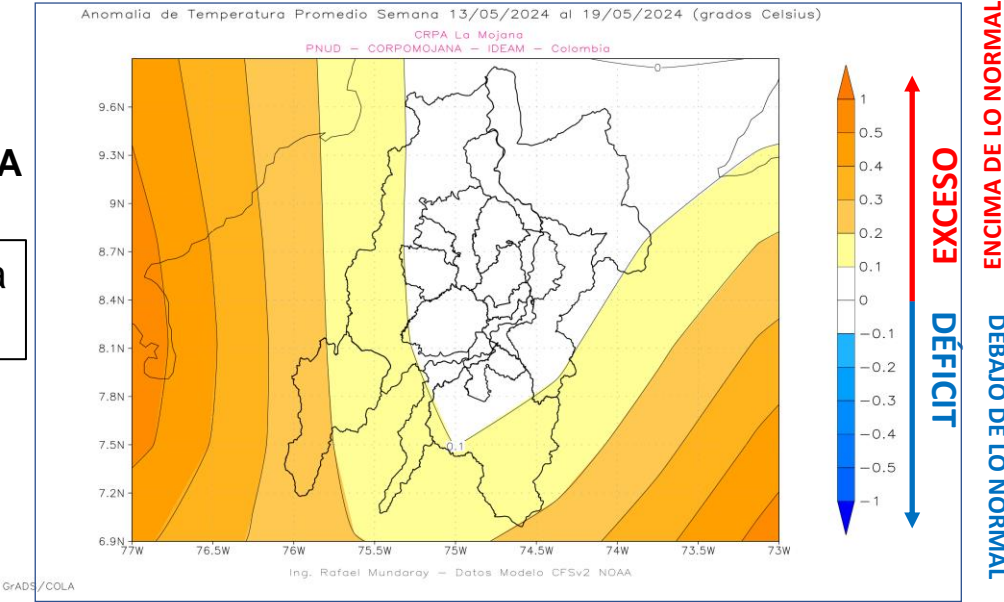 Anomalia de Temperatura Promedio Semana 13/05/2024 al 19/05/2024 (grados Celsius)
CRPA La Mojana
PNUD – CORPOMOJANA – IDEAM – Colombia
A
a
9.6N
9.3N
9N
8.7N
8.4N
8.1N
7.8N
7.5N
7.2N
6.9N
0
0.1
77W 76.5W 76W 75.5W 75W 74.5W 74W 73.5W 73W
1
0.5
0.4
0.3
0.2
0.1
0
−0.1
−0.2
−0.3
−0.4
−0.5
−1
EXCESO
DÉFICIT
ENCIMA DE LO NORMAL
DEBAJO DE LO NORMAL
Ing. Rafael Mundaray – Datos Modelo CFSv2 NOAA
GrADS/COLA